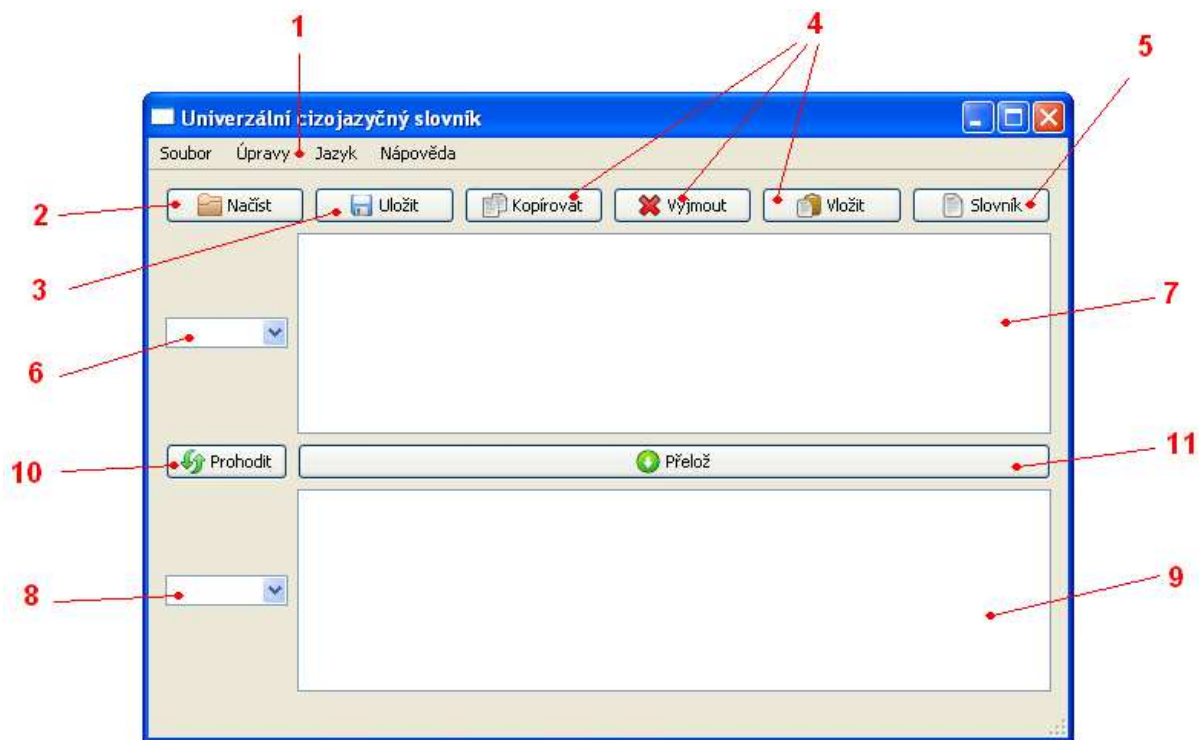 1
4
5
Univerzální cizojazyčný slovník
Soubor Úpravy Jazyk Nápověda
2
Načíst
Uložit
Kopírovat
Vyjmout
Vložit
Slovník
3
7
6
10
Prohodit
Přelož
11
8
9